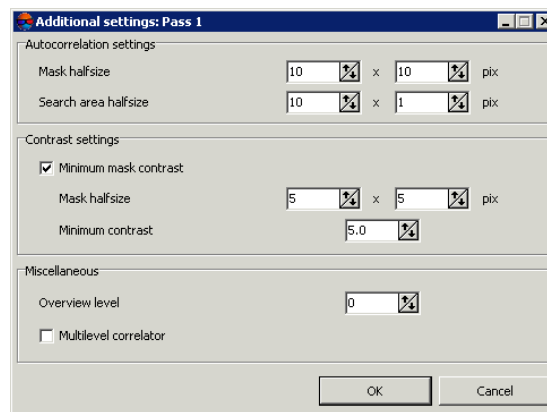 Additional settings: Pass 1
Autocorrelation settings
Mask halfsize 10 x 10 pix
Search area halfsize 10 x 1 pix
Contrast settings
Minimum mask contrast
Mask halfsize 5 x 5 pix
Minimum contrast 5.0
Miscellaneous
Overview level 0
Multilevel correlator
OK Cancel